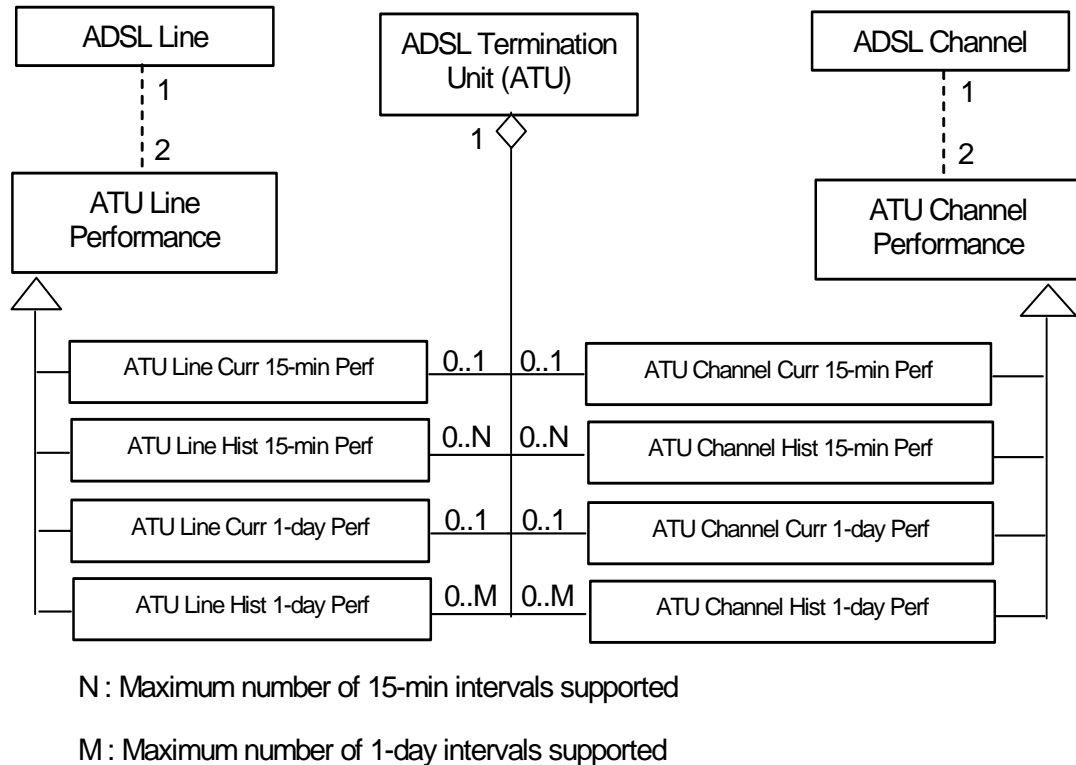 ADSL Line
ADSL Termination
Unit (ATU)
ADSL Channel
1
1
1
2
2
ATU Line
Performance
ATU Channel
Performance
ATU Line Curr 15-min Perf
0..1
0..1
ATU Channel Curr 15-min Perf
ATU Line Hist 15-min Perf
0..N
0..N
ATU Channel Hist 15-min Perf
ATU Line Curr 1-day Perf
0..1
0..1
ATU Channel Curr 1-day Perf
ATU Line Hist 1-day Perf
0..M
0..M
ATU Channel Hist 1-day Perf
N : Maximum number of 15-min intervals supported
M : Maximum number of 1-day intervals supported